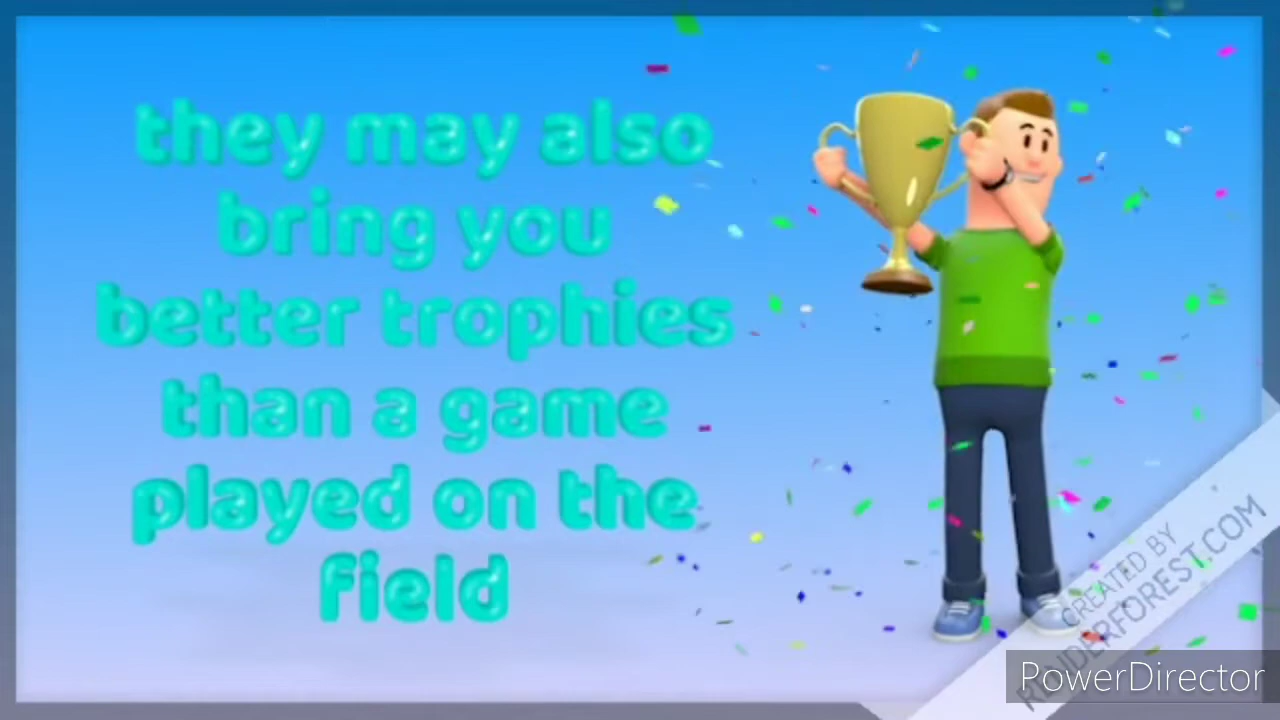 they may also
bring you
better trophies
than a game
played on the
field
CREATED BY
RENDERFOREST.COM
PowerDirector